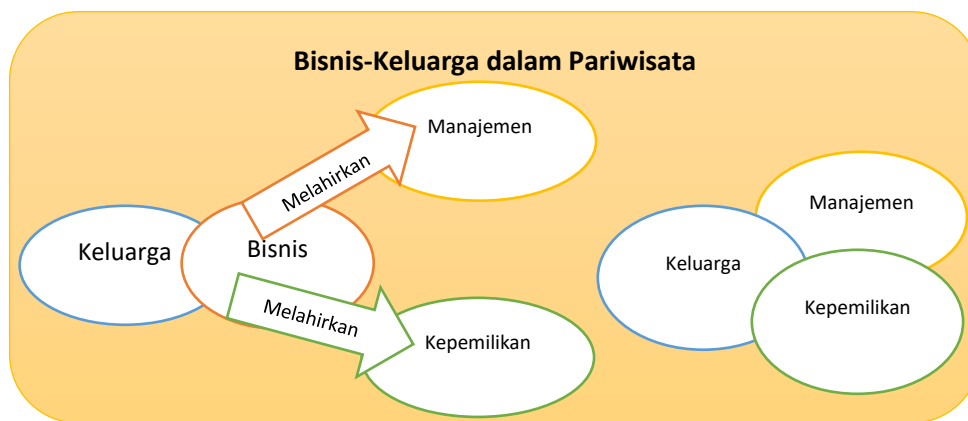 Bisnis-Keluarga dalam Pariwisata
Manajemen
Melahirkan
Keluarga
Bisnis
Melahirkan
Kepemilikan
Manajemen
Keluarga
Kepemilikan